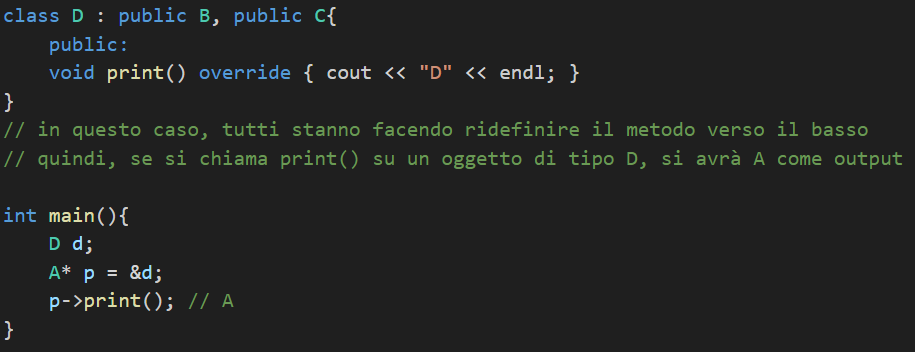 class D : public B, public C{
    public:
    void print() override { cout << "D" << endl; }
}
// in questo caso, tutti stanno facendo ridefinire il metodo verso il basso
// quindi, se si chiama print() su un oggetto di tipo D, si avrà A come output

int main(){
    D d;
    A* p = &d;
    p->print(); // A
}